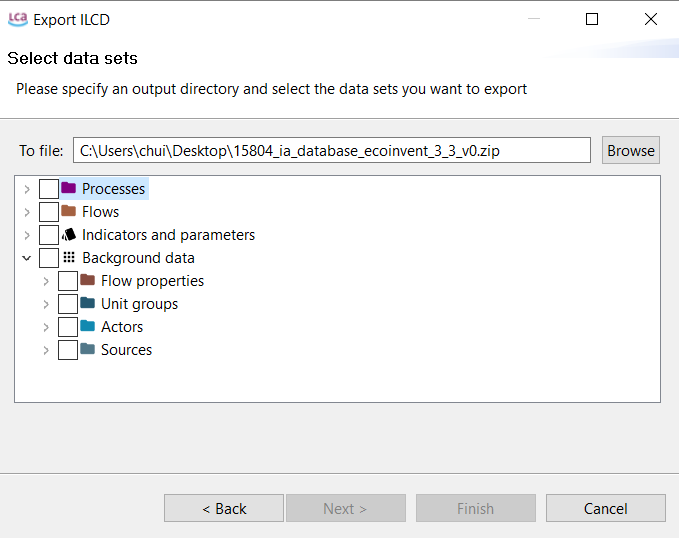 LCA Export ILCD
Select data sets
Please specify an output directory and select the data sets you want to export
To file: C:\Users\chui\Desktop\15804_ia_database_ecoinvent_3_3_v0.zip Browse
Processes
Flows
Indicators and parameters
Background data
Flow properties
Unit groups
Actors
Sources
< Back Next > Finish Cancel